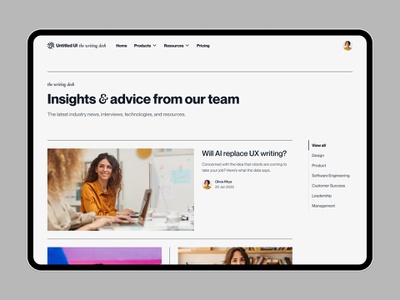 Untitled UI the writing desk Home Products Resources Pricing
the writing desk
Insights & advice from our team
The latest industry news, interviews, technologies, and resources.
Will AI replace UX writing?
Concerned with the idea that clients are coming to
take your job? Here's what the data says.
Olivia Rhye
20 Jan 2025
View all
Design
Product
Software Engineering
Customer Success
Leadership
Management